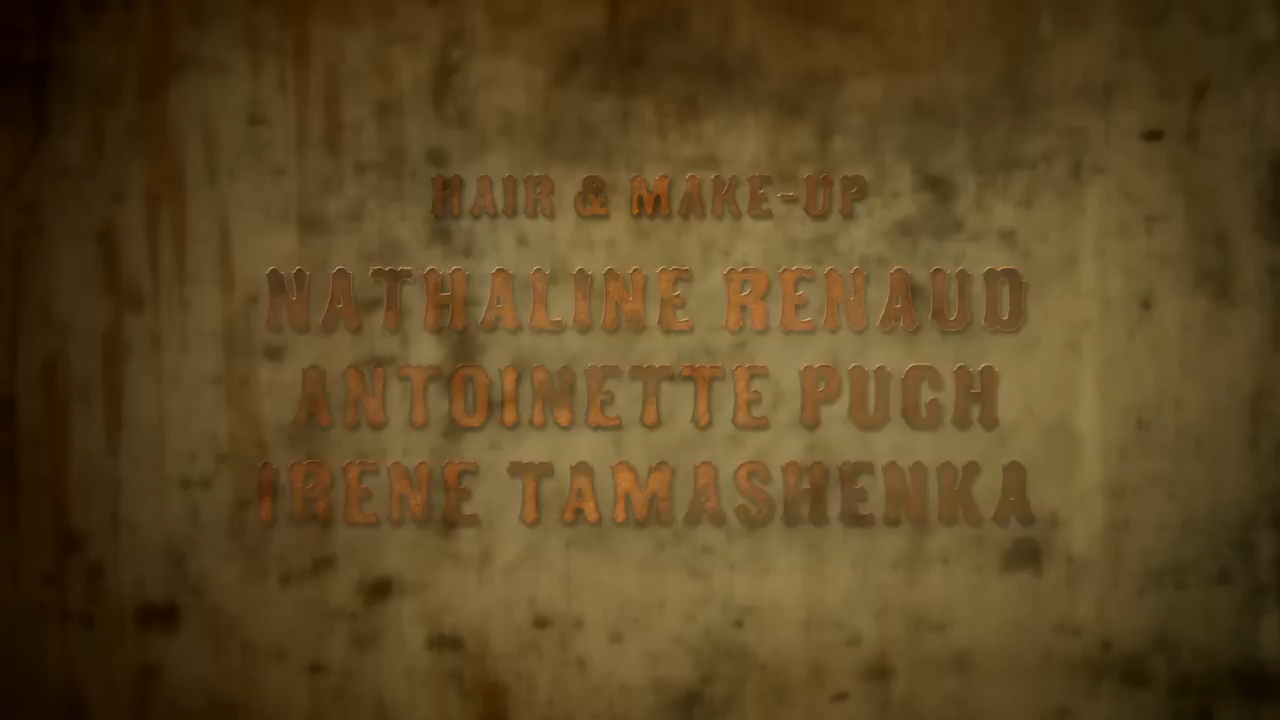 HAIR & MAKE-UP
NATHALINE RENAUD
ANTOINETTE PUCH
IRENE TAMASHENKA